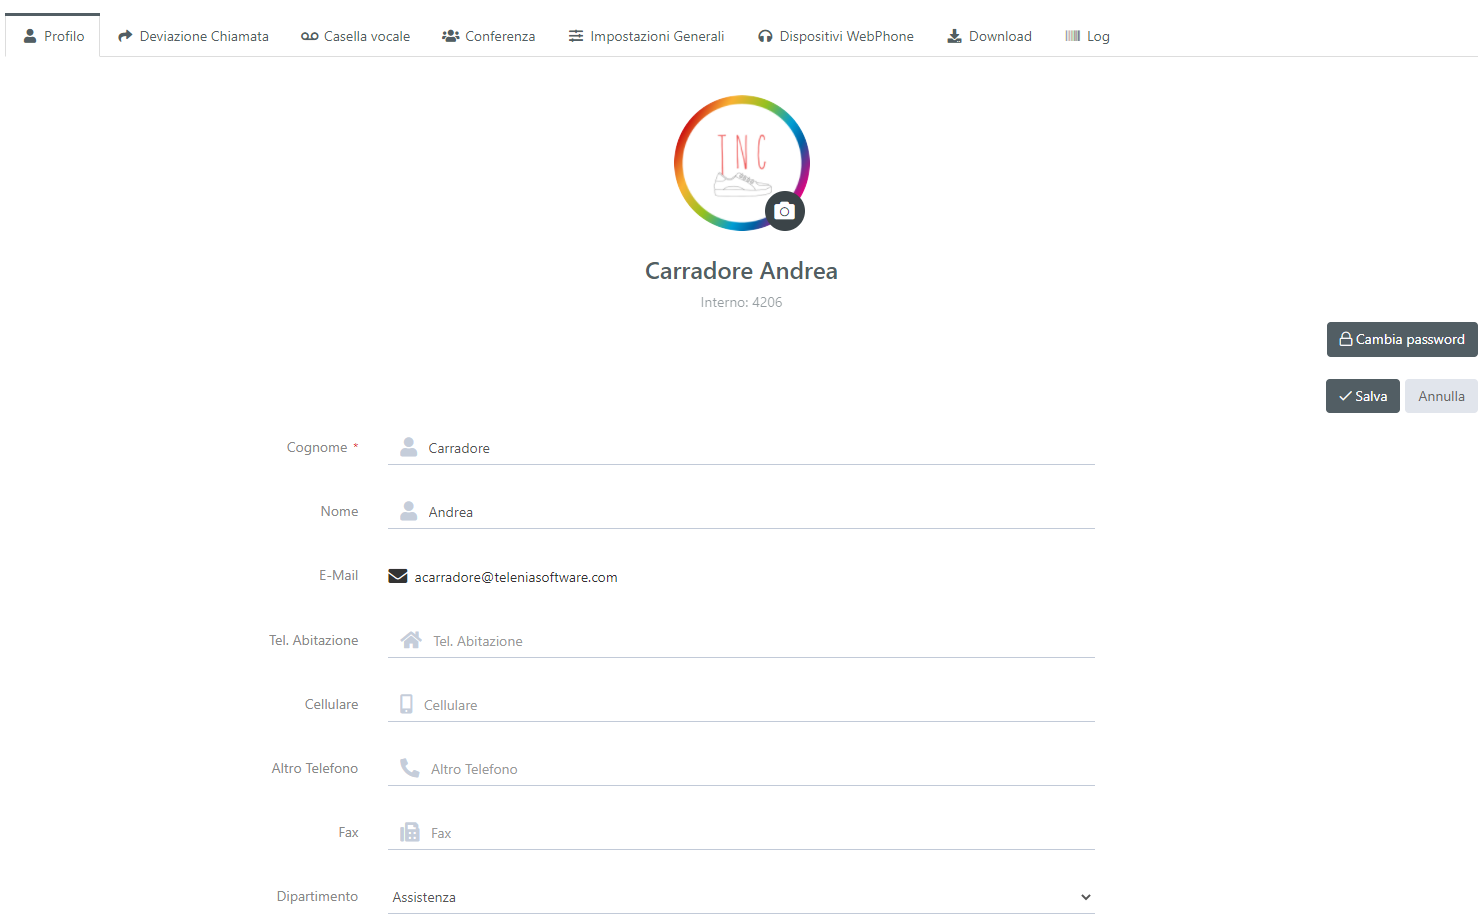 Profilo Deviazione Chiamata Casella vocale Conferenza Impostazioni Generali Dispositivi WebPhone Download Log
INC
Carradore Andrea
Interno: 4206
Cambia password
Salva Annulla
Cognome * Carradore
Nome Andrea
E-Mail acarradore@teleniasoftware.com
Tel. Abitazione Tel. Abitazione
Cellulare Cellulare
Altro Telefono Altro Telefono
Fax Fax
Dipartimento Assistenza